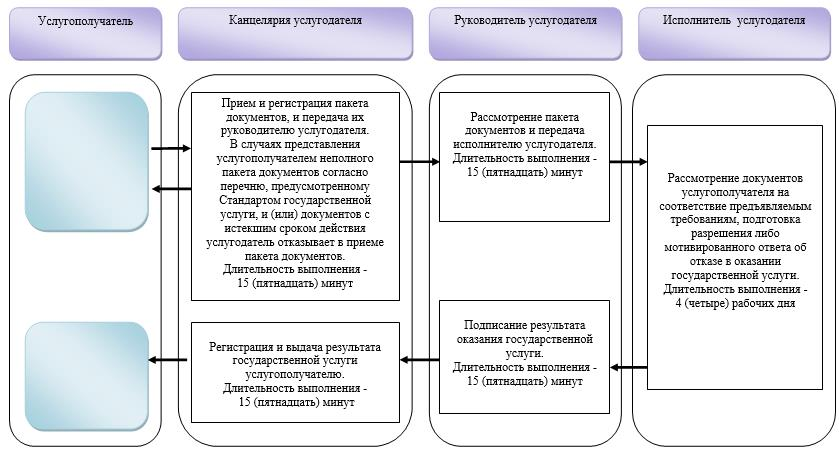 Услугополучатель
Канцелярия услугодателя
Руководитель услугодателя
Исполнитель услугодателя
Прием и регистрация пакета
документов, и передача их
руководителю услугодателя.
В случаях представления
услугополучателем неполного
пакета документов согласно
перечню, предусмотренному
Стандартом государственной
услуги, и (или) документов с
истекшим сроком действия
услугодатель отказывает в приеме
пакета документов.
Длительность выполнения -
15 (пятнадцать) минут
Рассмотрение пакета
документов и передача
исполнителю услугодателя.
Длительность выполнения -
15 (пятнадцать) минут
Рассмотрение документов
услугополучателя на
соответствие предъявляемым
требованиям, подготовка
разрешения либо
мотивированного ответа об
отказе в оказании
государственной услуги.
Длительность выполнения -
4 (четыре) рабочих дня
Подписание результата
оказания государственной
услуги.
Длительность выполнения -
15 (пятнадцать) минут
Регистрация и выдача результата
государственной услуги
услугополучателю.
Длительность выполнения -
15 (пятнадцать) минут